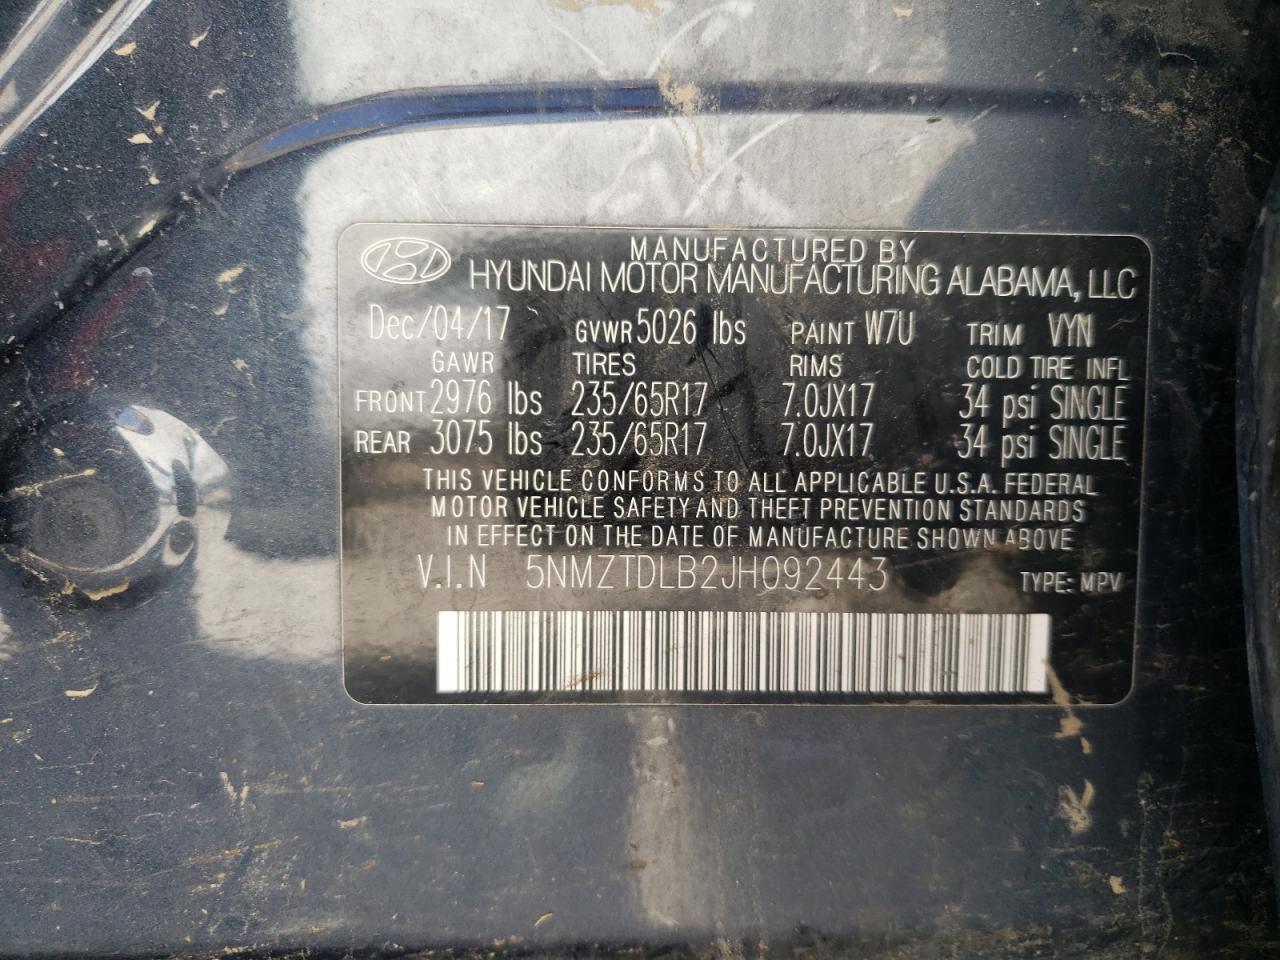 MANUFACTURED BY
HYUNDAI MOTOR MANUFACTURING ALABAMA, LLC
Dec/04/17 GVWR 5026 lbs PAINT W7U TRIM VYN
GAWR TIRES RIMS COLD TIRE INFL
FRONT 2976 lbs 235/65R17 7.0JX17 34 psi SINGLE
REAR 3075 lbs 235/65R17 7.0JX17 34 psi SINGLE
THIS VEHICLE CONFORMS TO ALL APPLICABLE U.S.A. FEDERAL
MOTOR VEHICLE SAFETY AND THEFT PREVENTION STANDARDS
IN EFFECT ON THE DATE OF MANUFACTURE SHOWN ABOVE
V.I.N 5NMZTDLB2JH092443 TYPE: MPV